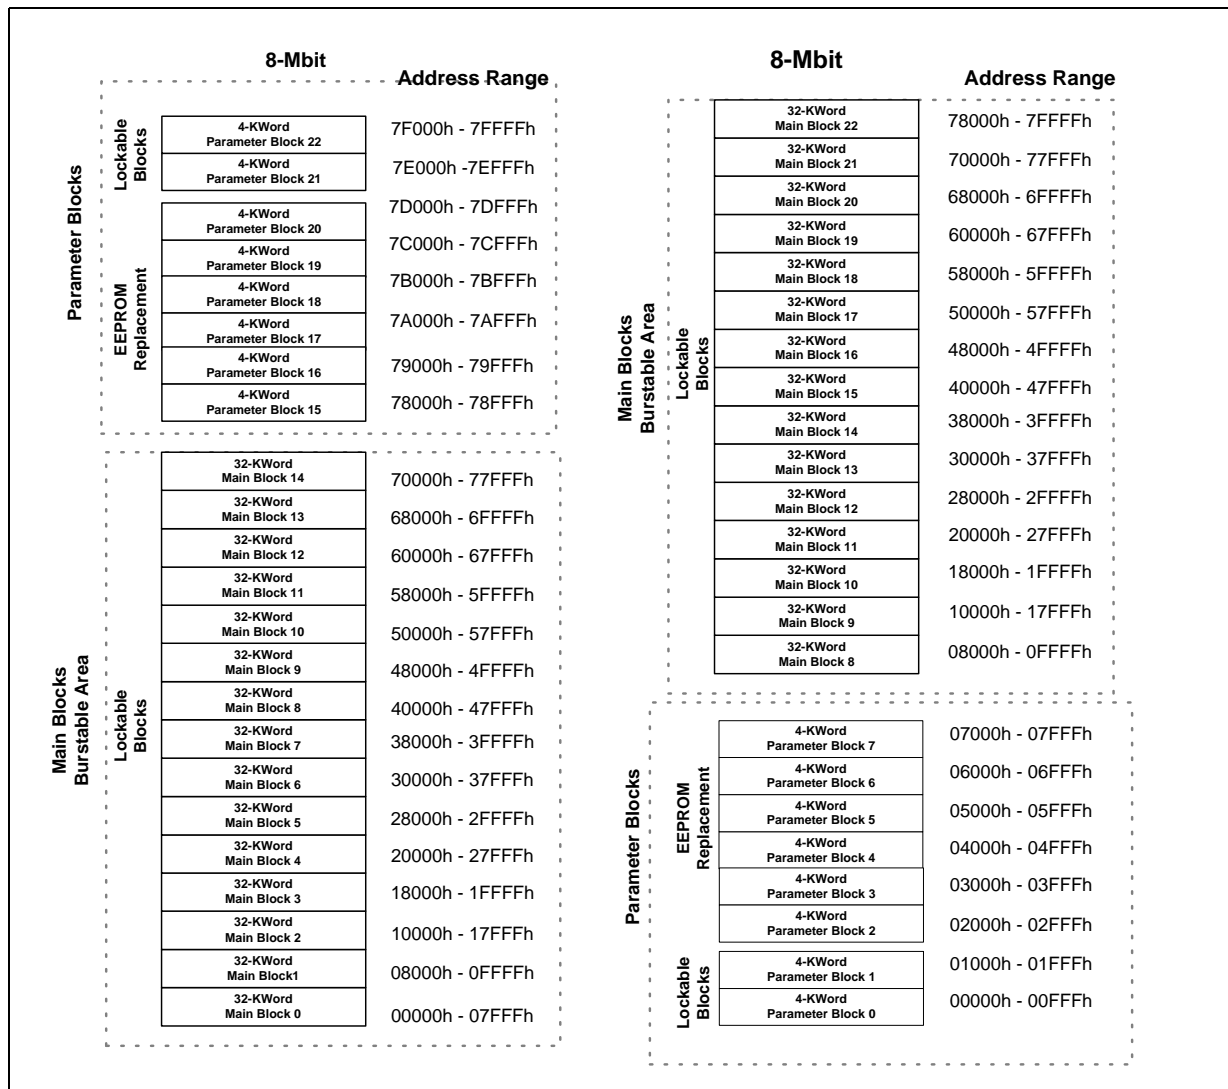 8-Mbit
Address Range
Parameter Blocks
Lockable
Blocks
4-KWord
Parameter Block 22
7F000h - 7FFFFh
4-KWord
Parameter Block 21
7E000h -7EFFFh
EEPROM
Replacement
4-KWord
Parameter Block 20
7D000h - 7DFFFh
4-KWord
Parameter Block 19
7C000h - 7CFFFh
4-KWord
Parameter Block 18
7B000h - 7BFFFh
4-KWord
Parameter Block 17
7A000h - 7AFFFh
4-KWord
Parameter Block 16
79000h - 79FFFh
4-KWord
Parameter Block 15
78000h - 78FFFh
Main Blocks
Burstable Area
Lockable
Blocks
32-KWord
Main Block 14
70000h - 77FFFh
32-KWord
Main Block 13
68000h - 6FFFFh
32-KWord
Main Block 12
60000h - 67FFFh
32-KWord
Main Block 11
58000h - 5FFFFh
32-KWord
Main Block 10
50000h - 57FFFh
32-KWord
Main Block 9
48000h - 4FFFFh
32-KWord
Main Block 8
40000h - 47FFFh
32-KWord
Main Block 7
38000h - 3FFFFh
32-KWord
Main Block 6
30000h - 37FFFh
32-KWord
Main Block 5
28000h - 2FFFFh
32-KWord
Main Block 4
20000h - 27FFFh
32-KWord
Main Block 3
18000h - 1FFFFh
32-KWord
Main Block 2
10000h - 17FFFh
32-KWord
Main Block1
08000h - 0FFFFh
32-KWord
Main Block 0
00000h - 07FFFh
8-Mbit
Address Range
Main Blocks
Burstable Area
Lockable
Blocks
32-KWord
Main Block 22
78000h - 7FFFFh
32-KWord
Main Block 21
70000h - 77FFFh
32-KWord
Main Block 20
68000h - 6FFFFh
32-KWord
Main Block 19
60000h - 67FFFh
32-KWord
Main Block 18
58000h - 5FFFFh
32-KWord
Main Block 17
50000h - 57FFFh
32-KWord
Main Block 16
48000h - 4FFFFh
32-KWord
Main Block 15
40000h - 47FFFh
32-KWord
Main Block 14
38000h - 3FFFFh
32-KWord
Main Block 13
30000h - 37FFFh
32-KWord
Main Block 12
28000h - 2FFFFh
32-KWord
Main Block 11
20000h - 27FFFh
32-KWord
Main Block 10
18000h - 1FFFFh
32-KWord
Main Block 9
10000h - 17FFFh
32-KWord
Main Block 8
08000h - 0FFFFh
Parameter Blocks
EEPROM
Replacement
4-KWord
Parameter Block 7
07000h - 07FFFh
4-KWord
Parameter Block 6
06000h - 06FFFh
4-KWord
Parameter Block 5
05000h - 05FFFh
4-KWord
Parameter Block 4
04000h - 04FFFh
4-KWord
Parameter Block 3
03000h - 03FFFh
4-KWord
Parameter Block 2
02000h - 02FFFh
Lockable
Blocks
4-KWord
Parameter Block 1
01000h - 01FFFh
4-KWord
Parameter Block 0
00000h - 00FFFh